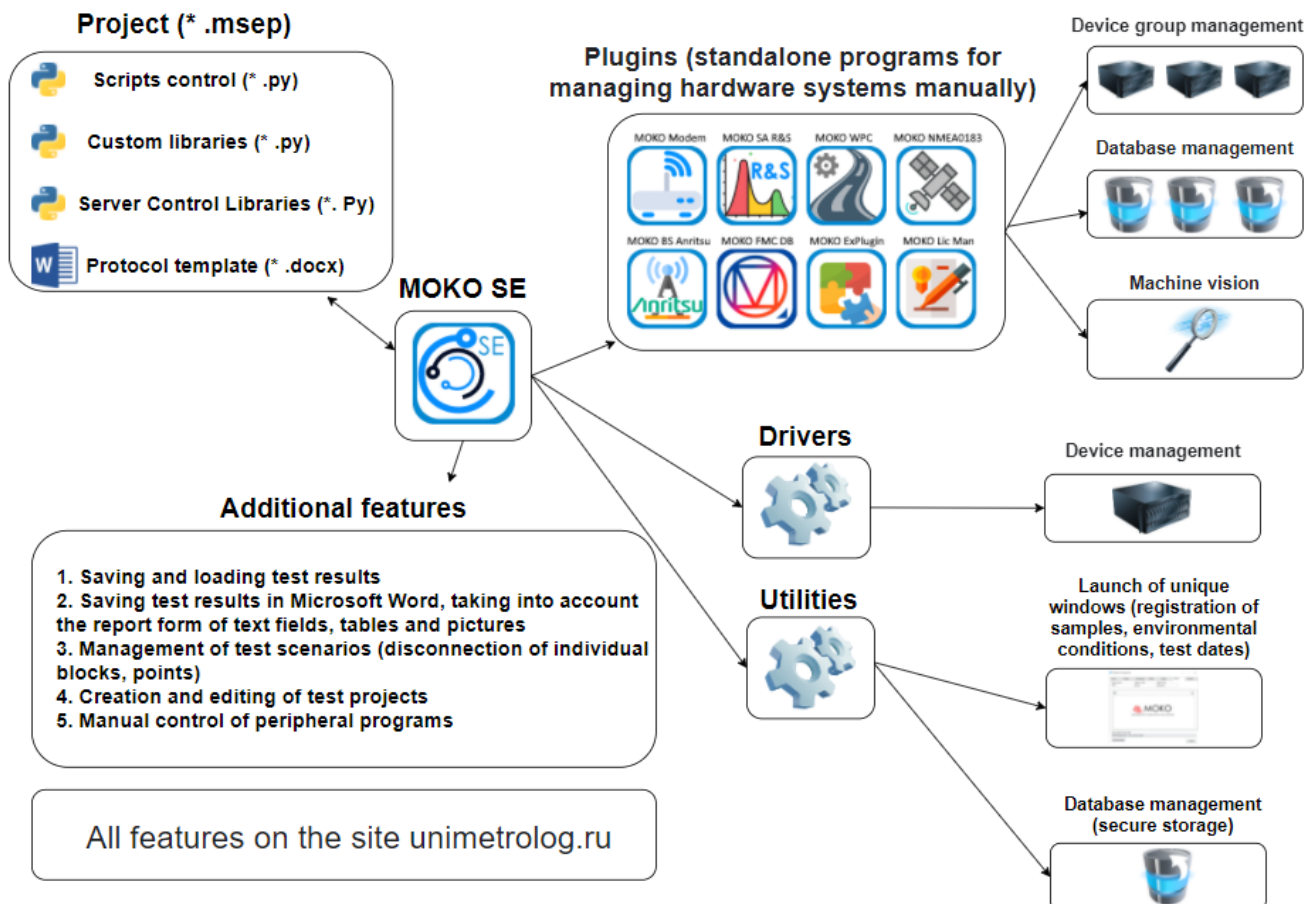 Project (* .msep)
Scripts control (* .py)
Custom libraries (* .py)
Server Control Libraries (*. Py)
W
Protocol template (* .docx)
MOKO SE
SE
Plugins (standalone programs for
managing hardware systems manually)
MOKO Modem
MOKO SA R&S
MOKO WPC
MOKO NMEA0183
R&S
MOKO BS Anritsu
MOKO FMC DB
MOKO ExPlugin
MOKO Lic Man
Anritsu
Device group management
Database management
Machine vision
Drivers
Device management
Utilities
Launch of unique
windows (registration of
samples, environmental
conditions, test dates)
MOKO
Database management
(secure storage)
Additional features
1. Saving and loading test results
2. Saving test results in Microsoft Word, taking into account
the report form of text fields, tables and pictures
3. Management of test scenarios (disconnection of individual
blocks, points)
4. Creation and editing of test projects
5. Manual control of peripheral programs
All features on the site unimetrolog.ru